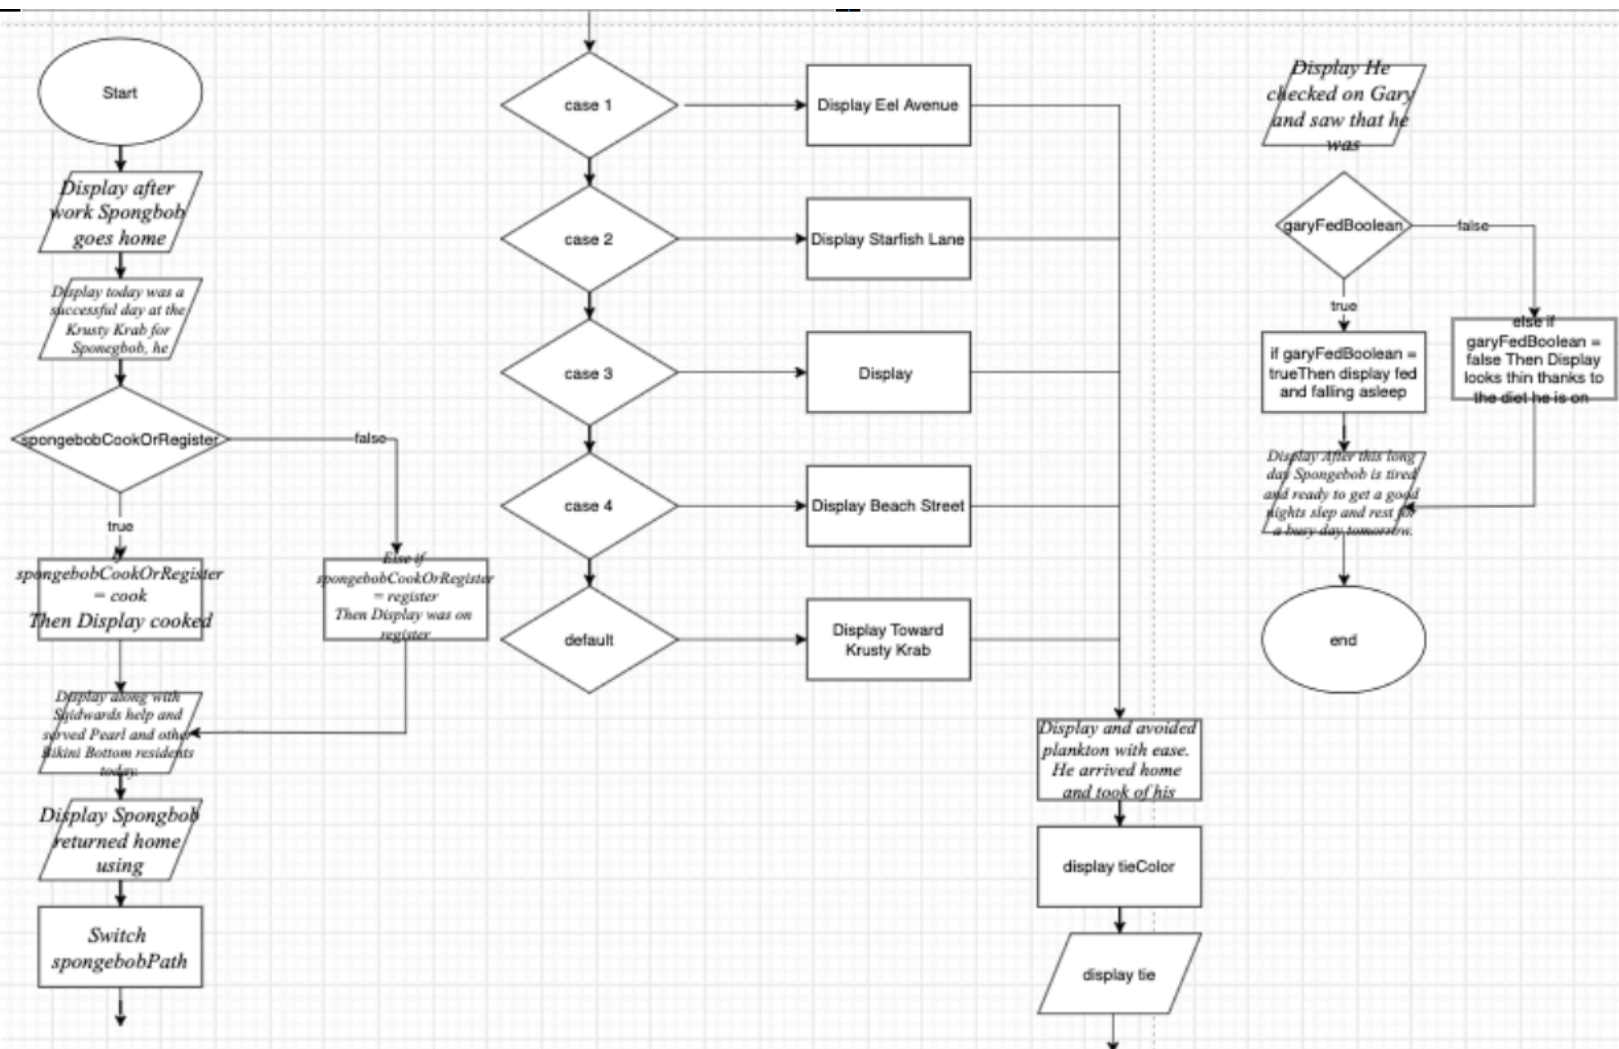 Start
Display after
work Spongbob
goes home
Display today was a
successful day at the
Krusty Krab for
Sponegbob, he
spongebobCookOrRegister
false
true
If
spongebobCookOrRegister
= cook
Then Display cooked
Else if
spongebobCookOrRegister
= register
Then Display was on
register
Display along with
Sqidwards help and
served Pearl and other
Bikini Bottom residents
today.
Display Spongbob
returned home
using
Switch
spongebobPath
case 1
Display Eel Avenue
case 2
Display Starfish Lane
case 3
Display
case 4
Display Beach Street
default
Display Toward
Krusty Krab
Display and avoided
plankton with ease.
He arrived home
and took of his
display tieColor
display tie
Display He
checked on Gary
and saw that he
was
garyFedBoolean
false
true
if garyFedBoolean =
trueThen display fed
and falling asleep
else if
garyFedBoolean =
false Then Display
looks thin thanks to
the diet he is on
Display After this long
day Spongebob is tired
and ready to get a good
nights slep and rest for
a busy day tomorrow.
end